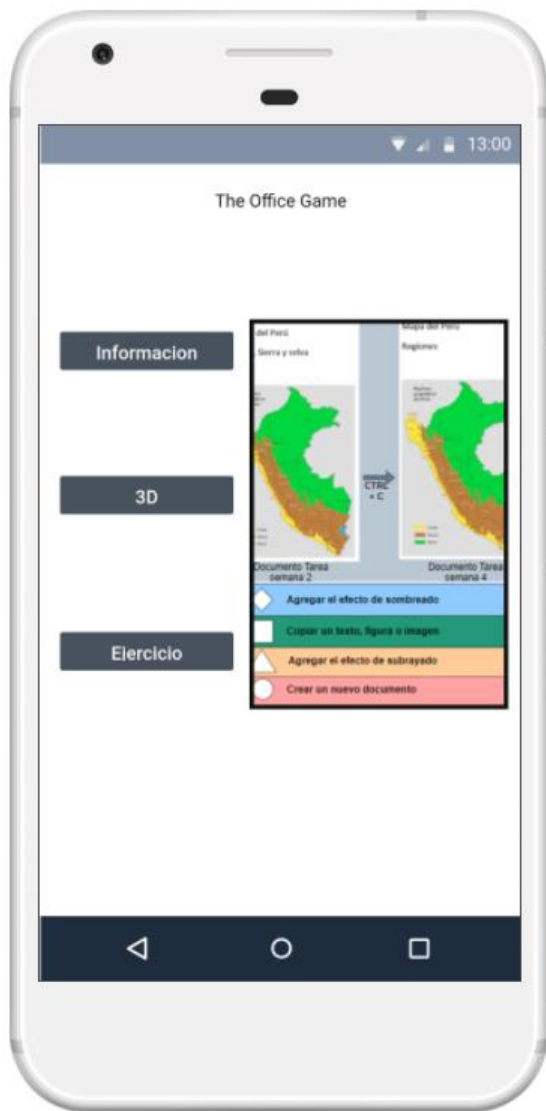 13:00
The Office Game
Informacion
3D
Ejercicio
del Perú
, Sierra y selva
Mapa del Perú
Regiones
CTRL
+ C
Documento Tarea
semana 2
Documento Tarea
semana 4
Agregar el efecto de sombreado
Copiar un texto, figura o imagen
Agregar el efecto de subrayado
Crear un nuevo documento